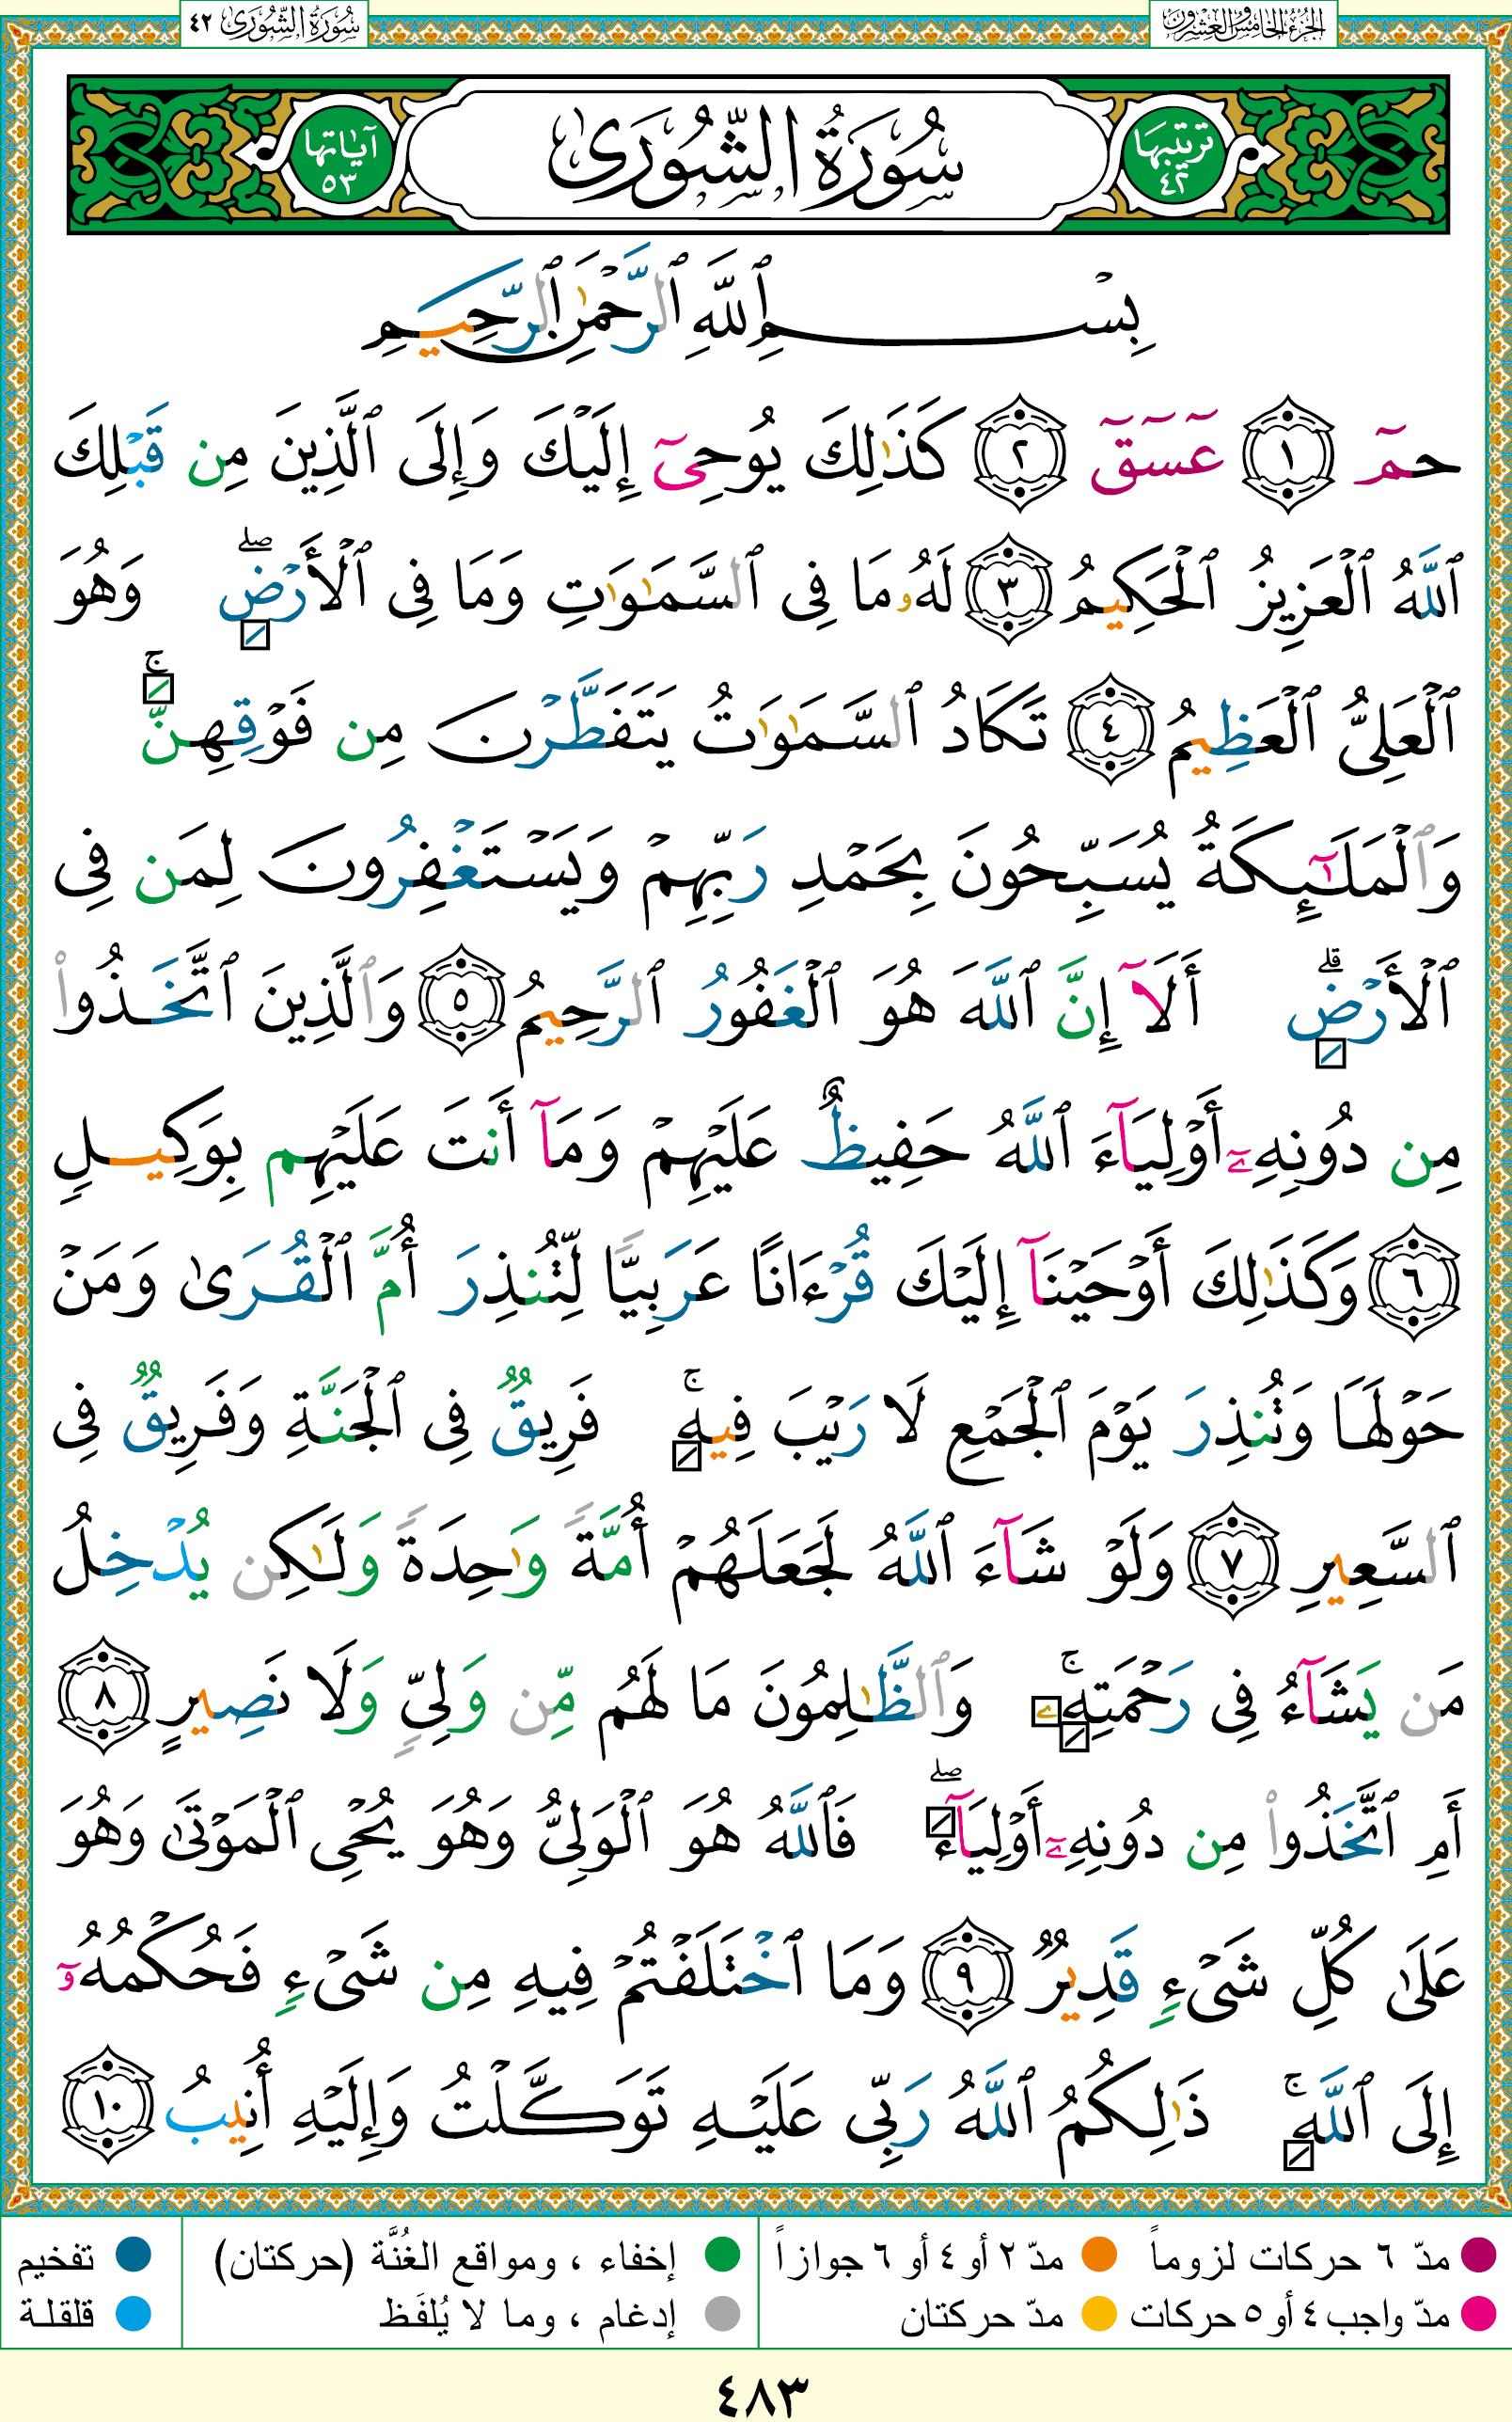 الجزء الخامس والعشرون
سورة الشورى ٤٢
ترتيبها ٤٢
سُورَةُ الشُّورَىٰ
آياتها ٥٣
بِسْمِ ٱللَّهِ ٱلرَّحْمَٰنِ ٱلرَّحِيمِ
حمٓ ١ عٓسٓقٓ ٢ كَذَٰلِكَ يُوحِىٓ إِلَيْكَ وَإِلَى ٱلَّذِينَ مِن قَبْلِكَ
ٱللَّهُ ٱلْعَزِيزُ ٱلْحَكِيمُ ٣ لَهُۥ مَا فِى ٱلسَّمَٰوَٰتِ وَمَا فِى ٱلْأَرْضِۖ وَهُوَ
ٱلْعَلِىُّ ٱلْعَظِيمُ ٤ تَكَادُ ٱلسَّمَٰوَٰتُ يَتَفَطَّرْنَ مِن فَوْقِهِنَّۚ
وَٱلْمَلَٰٓئِكَةُ يُسَبِّحُونَ بِحَمْدِ رَبِّهِمْ وَيَسْتَغْفِرُونَ لِمَن فِى
ٱلْأَرْضِۗ أَلَآ إِنَّ ٱللَّهَ هُوَ ٱلْغَفُورُ ٱلرَّحِيمُ ٥ وَٱلَّذِينَ ٱتَّخَذُوا۟
مِن دُونِهِۦٓ أَوْلِيَآءَ ٱللَّهُ حَفِيظٌ عَلَيْهِمْ وَمَآ أَنتَ عَلَيْهِم بِوَكِيلٍ
٦ وَكَذَٰلِكَ أَوْحَيْنَآ إِلَيْكَ قُرْءَانًا عَرَبِيًّا لِّتُنذِرَ أُمَّ ٱلْقُرَىٰ وَمَنْ
حَوْلَهَا وَتُنذِرَ يَوْمَ ٱلْجَمْعِ لَا رَيْبَ فِيهِۚ فَرِيقٌ فِى ٱلْجَنَّةِ وَفَرِيقٌ فِى
ٱلسَّعِيرِ ٧ وَلَوْ شَآءَ ٱللَّهُ لَجَعَلَهُمْ أُمَّةً وَٰحِدَةً وَلَٰكِن يُدْخِلُ
مَن يَشَآءُ فِى رَحْمَتِهِۦۚ وَٱلظَّٰلِمُونَ مَا لَهُم مِّن وَلِىٍّ وَلَا نَصِيرٍ ٨
أَمِ ٱتَّخَذُوا۟ مِن دُونِهِۦٓ أَوْلِيَآءَۖ فَٱللَّهُ هُوَ ٱلْوَلِىُّ وَهُوَ يُحْىِ ٱلْمَوْتَىٰ وَهُوَ
عَلَىٰ كُلِّ شَىْءٍ قَدِيرٌ ٩ وَمَا ٱخْتَلَفْتُمْ فِيهِ مِن شَىْءٍ فَحُكْمُهُۥٓ
إِلَى ٱللَّهِۚ ذَٰلِكُمُ ٱللَّهُ رَبِّى عَلَيْهِ تَوَكَّلْتُ وَإِلَيْهِ أُنِيبُ ١٠
مدّ ٦ حركات لزوماً مدّ ٢ أو ٤ أو ٦ جوازاً إخفاء ، ومواقع الغُنَّة (حركتان) تفخيم
مدّ واجب ٤ أو ٥ حركات مدّ حركتان إدغام ، وما لا يُلفَظ قلقلة
٤٨٣